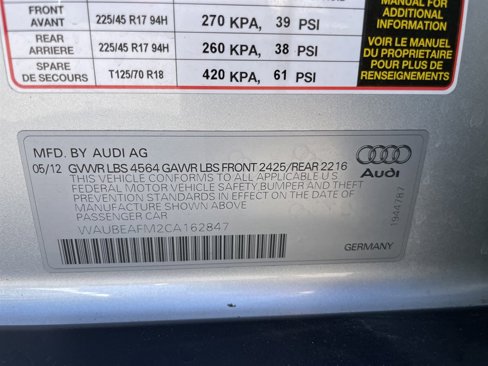 FRONT
AVANT 225/45 R17 94H 270 KPA, 39 PSI
REAR
ARRIERE 225/45 R17 94H 260 KPA, 38 PSI
SPARE
DE SECOURS T125/70 R18 420 KPA, 61 PSI
MANUAL FOR
ADDITIONAL
INFORMATION
VOIR LE MANUEL
DU PROPRIETAIRE
POUR PLUS DE
RENSEIGNEMENTS
MFD. BY AUDI AG
05/12 GVWR LBS 4564 GAWR LBS FRONT 2425/REAR 2216
THIS VEHICLE CONFORMS TO ALL APPLICABLE U.S
FEDERAL MOTOR VEHICLE SAFETY BUMPER AND THEFT
PREVENTION STANDARDS IN EFFECT ON THE DATE OF
MANUFACTURE SHOWN ABOVE
PASSENGER CAR
WAUBEAFM2CA162847
Audi
1944787
GERMANY